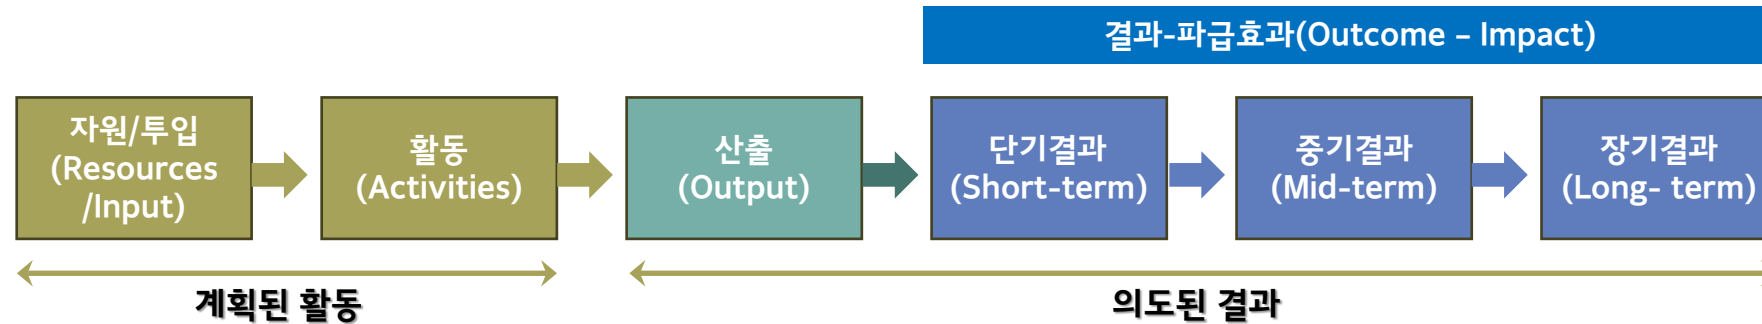 결과-파급효과(Outcome – Impact)
자원/투입
(Resources
/Input)
활동
(Activities)
산출
(Output)
단기결과
(Short-term)
중기결과
(Mid-term)
장기결과
(Long- term)
계획된 활동
의도된 결과